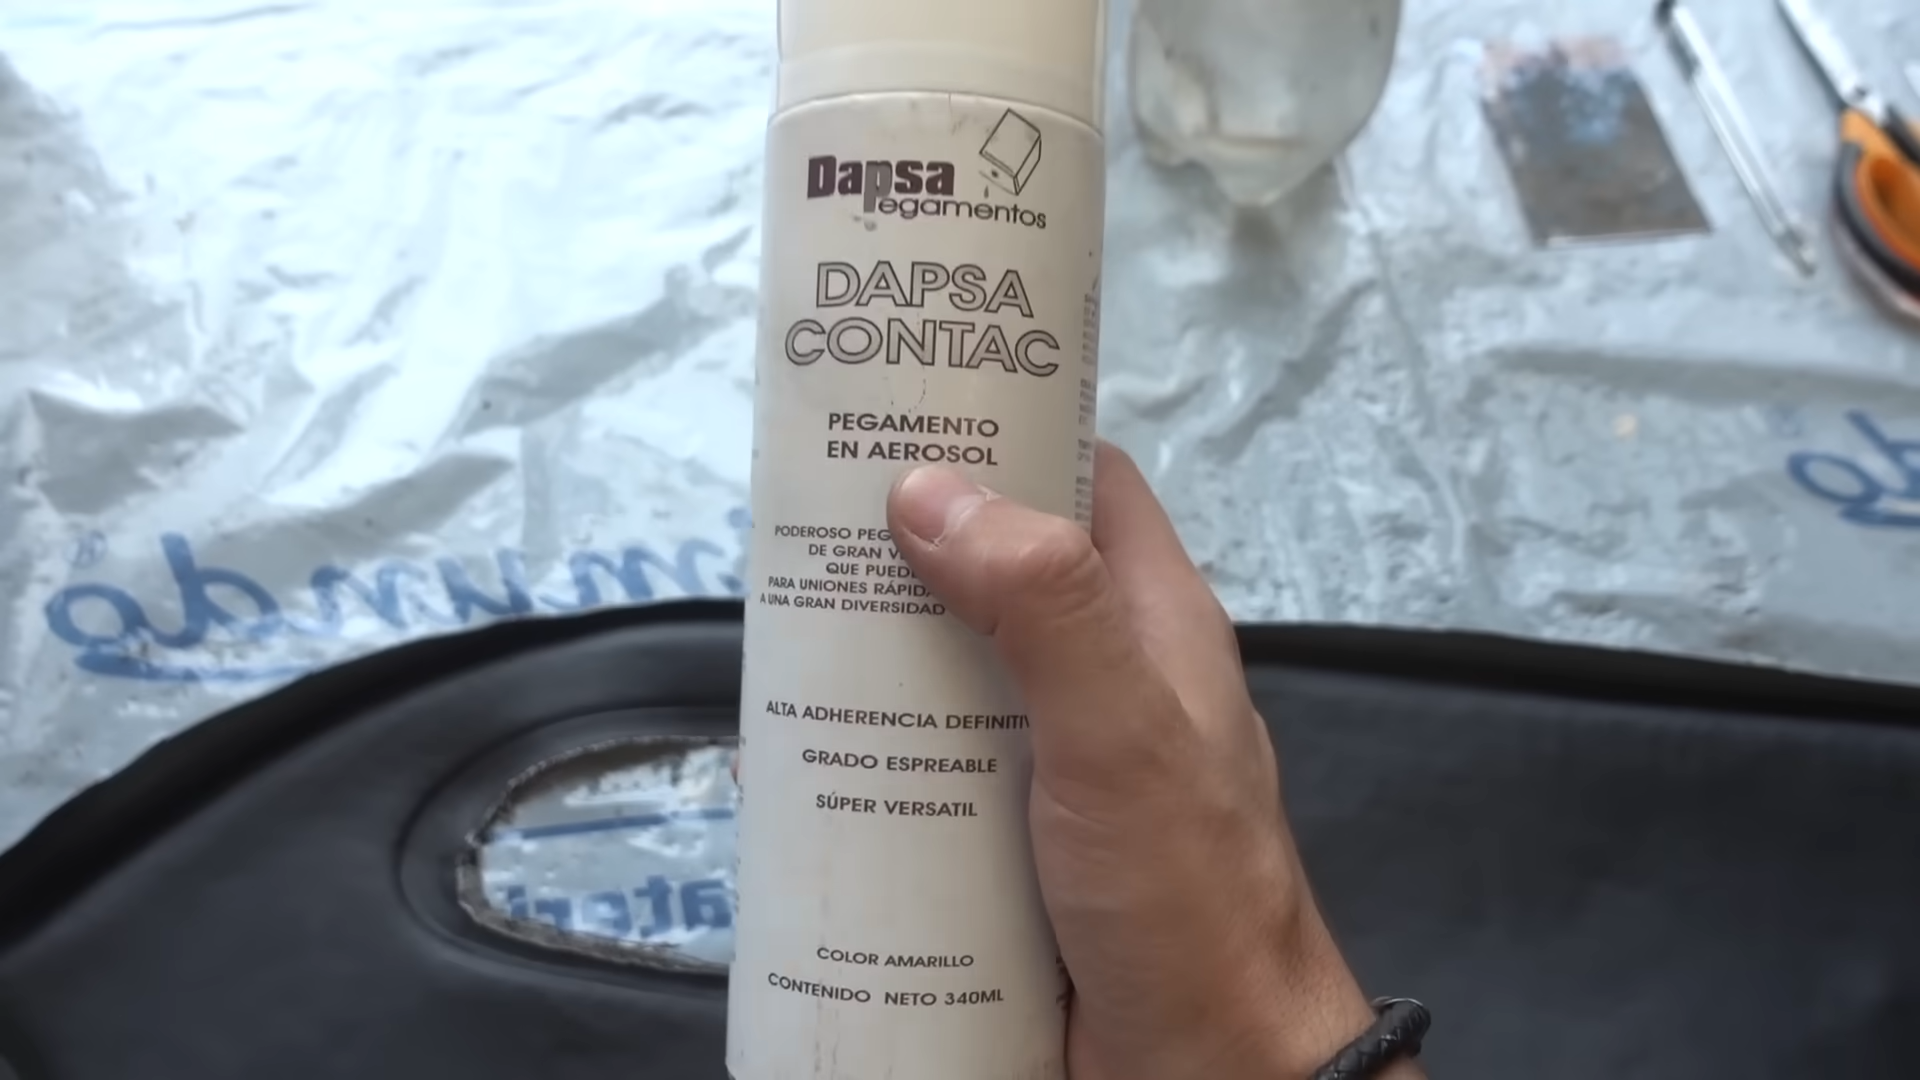 Dapsa
Pegamentos
DAPSA
CONTAC
PEGAMENTO
EN AEROSOL
PODEROSO
DE GRAN
QUE
PARA UNIONES
A UNA GRAN DIVERSIDAD
ALTA ADHERENCIA
GRADO ESPREABLE
SÚPER VERSATIL
COLOR AMARILLO
CONTENIDO NETO 340ML